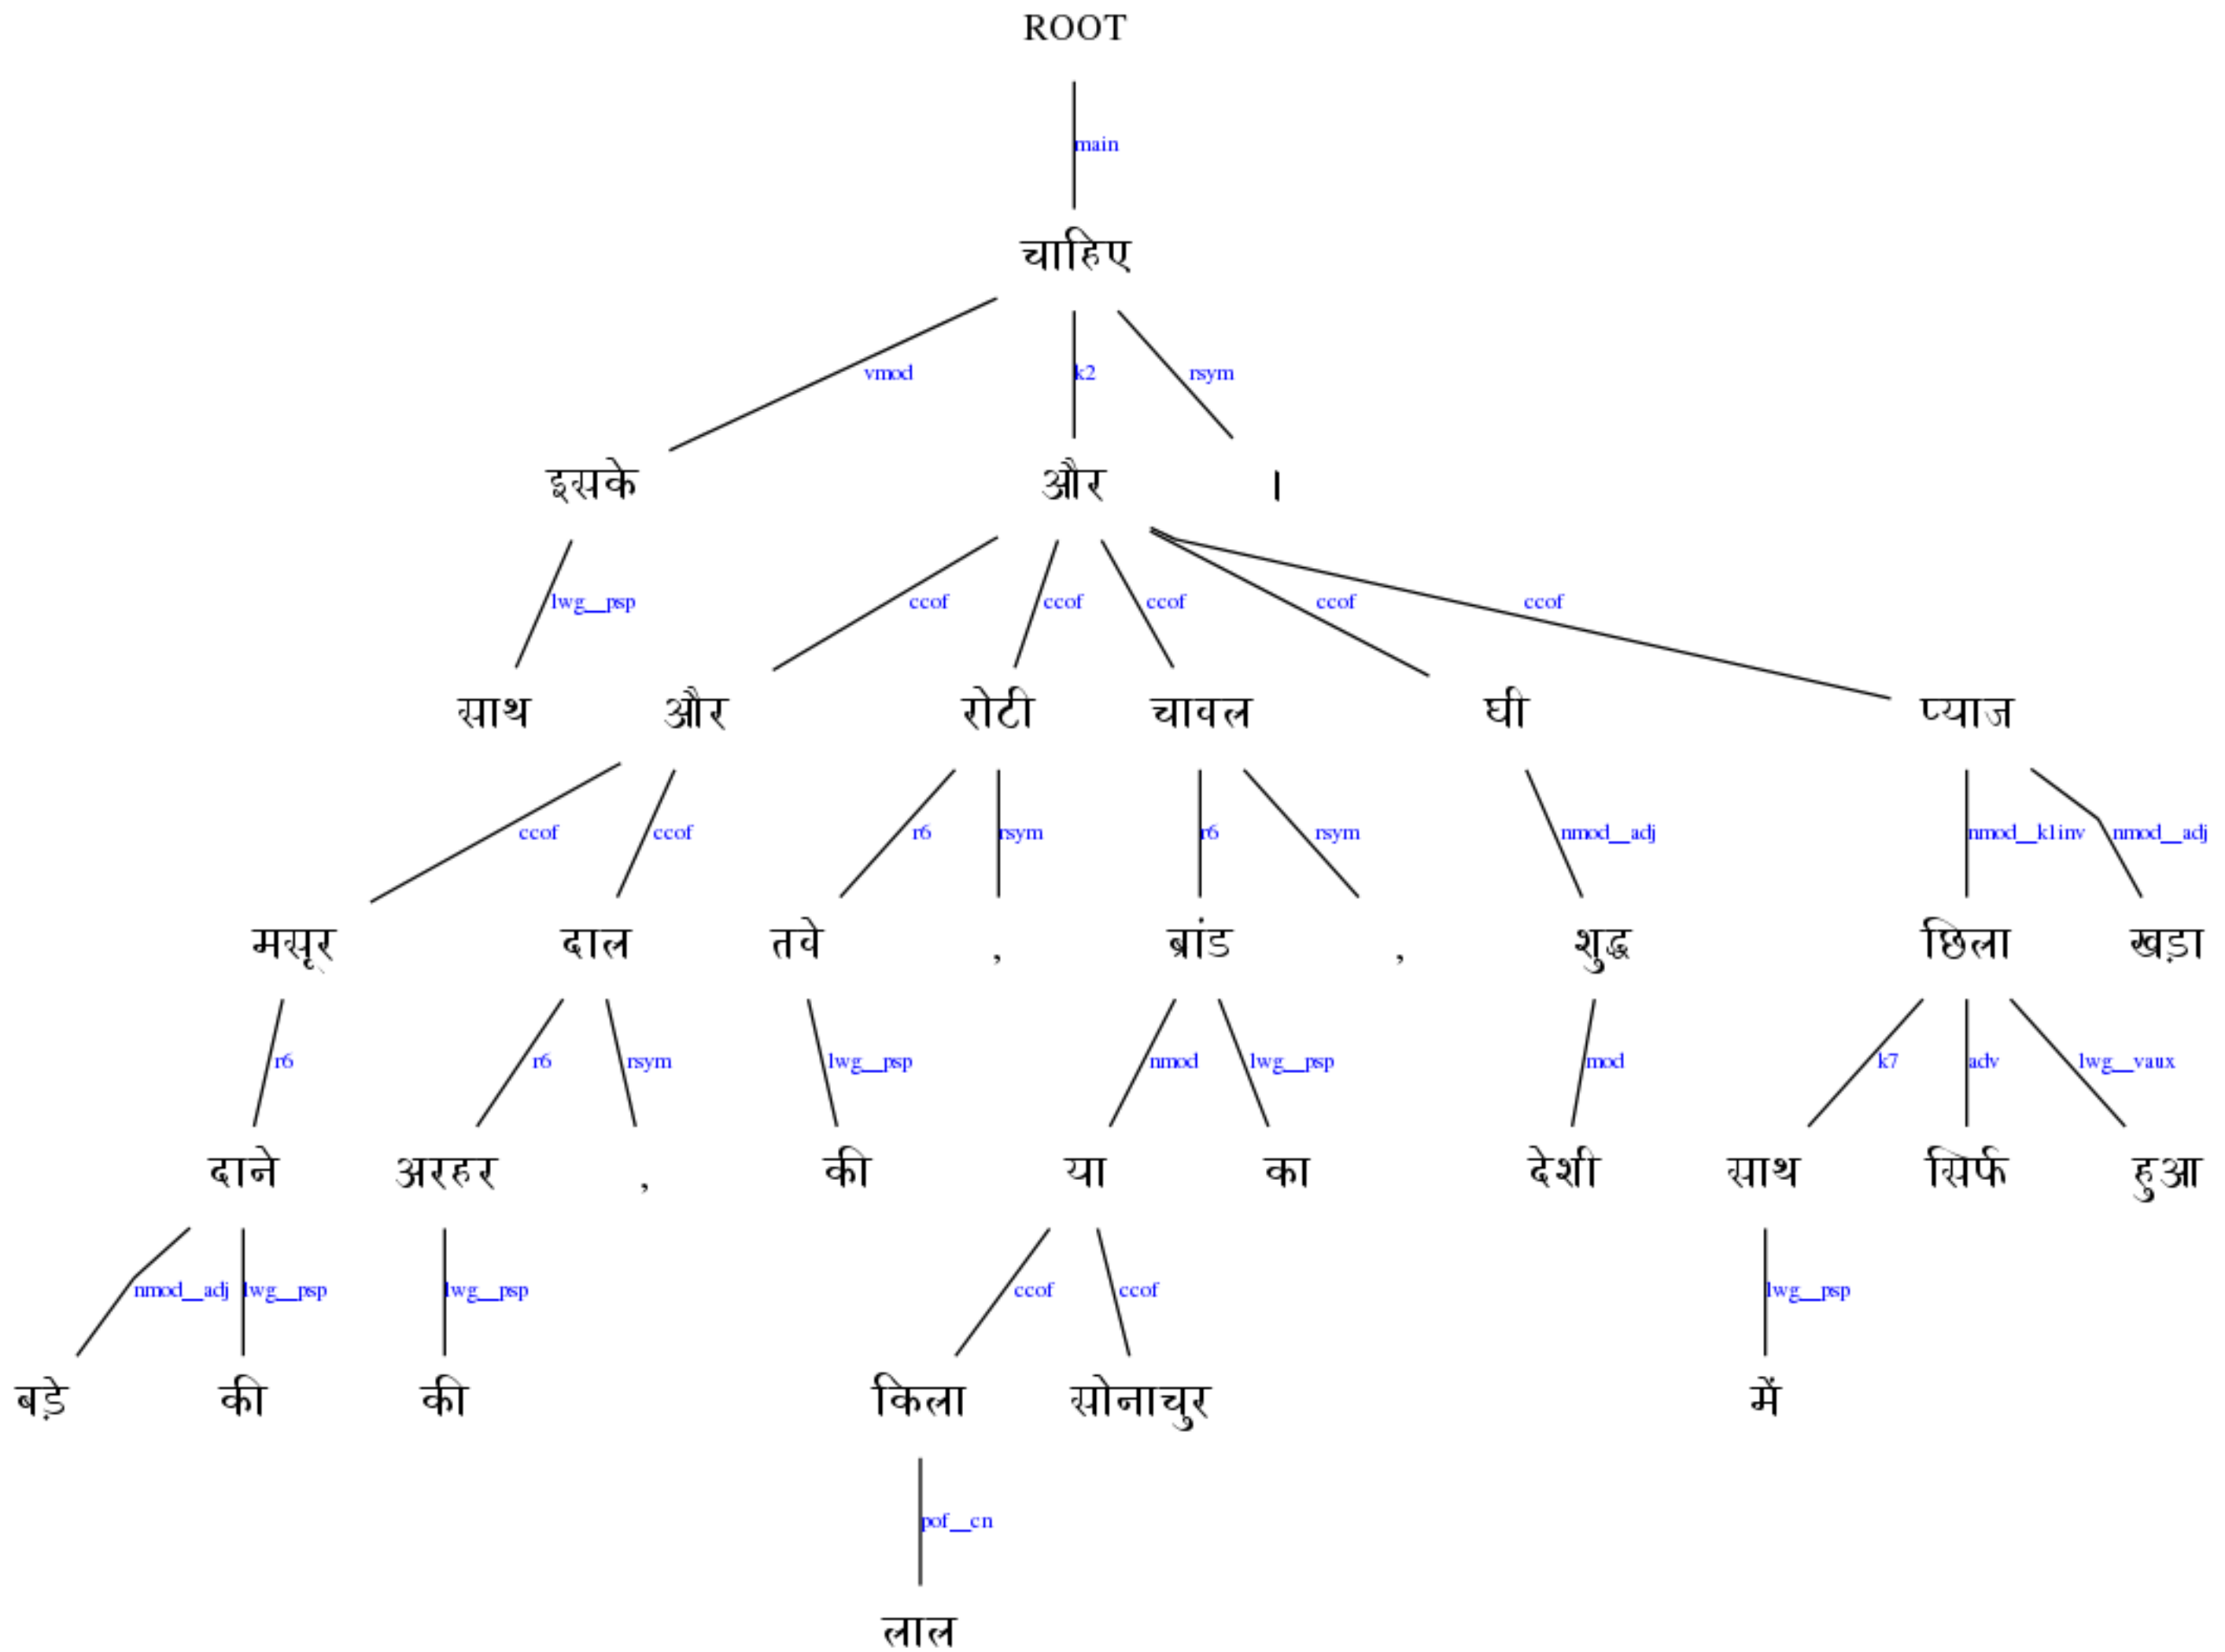 ROOT
main
चाहिए
vmod k2 rsym
इसके और ।
lwg__psp ccof ccof ccof ccof ccof
साथ और रोटी चावल घी प्याज
ccof ccof r6 rsym r6 rsym nmod__adj nmod__k1inv nmod__adj
मसूर दाल तवे , ब्रांड , शुद्ध छिला खड़ा
r6 r6 rsym lwg__psp nmod lwg__psp mod k7 adv lwg__vaux
दाने अरहर , की या का देशी साथ सिर्फ हुआ
nmod__adj lwg__psp lwg__psp ccof ccof lwg__psp
बड़े की की किला सोनाचुर में
pof__cn
लाल